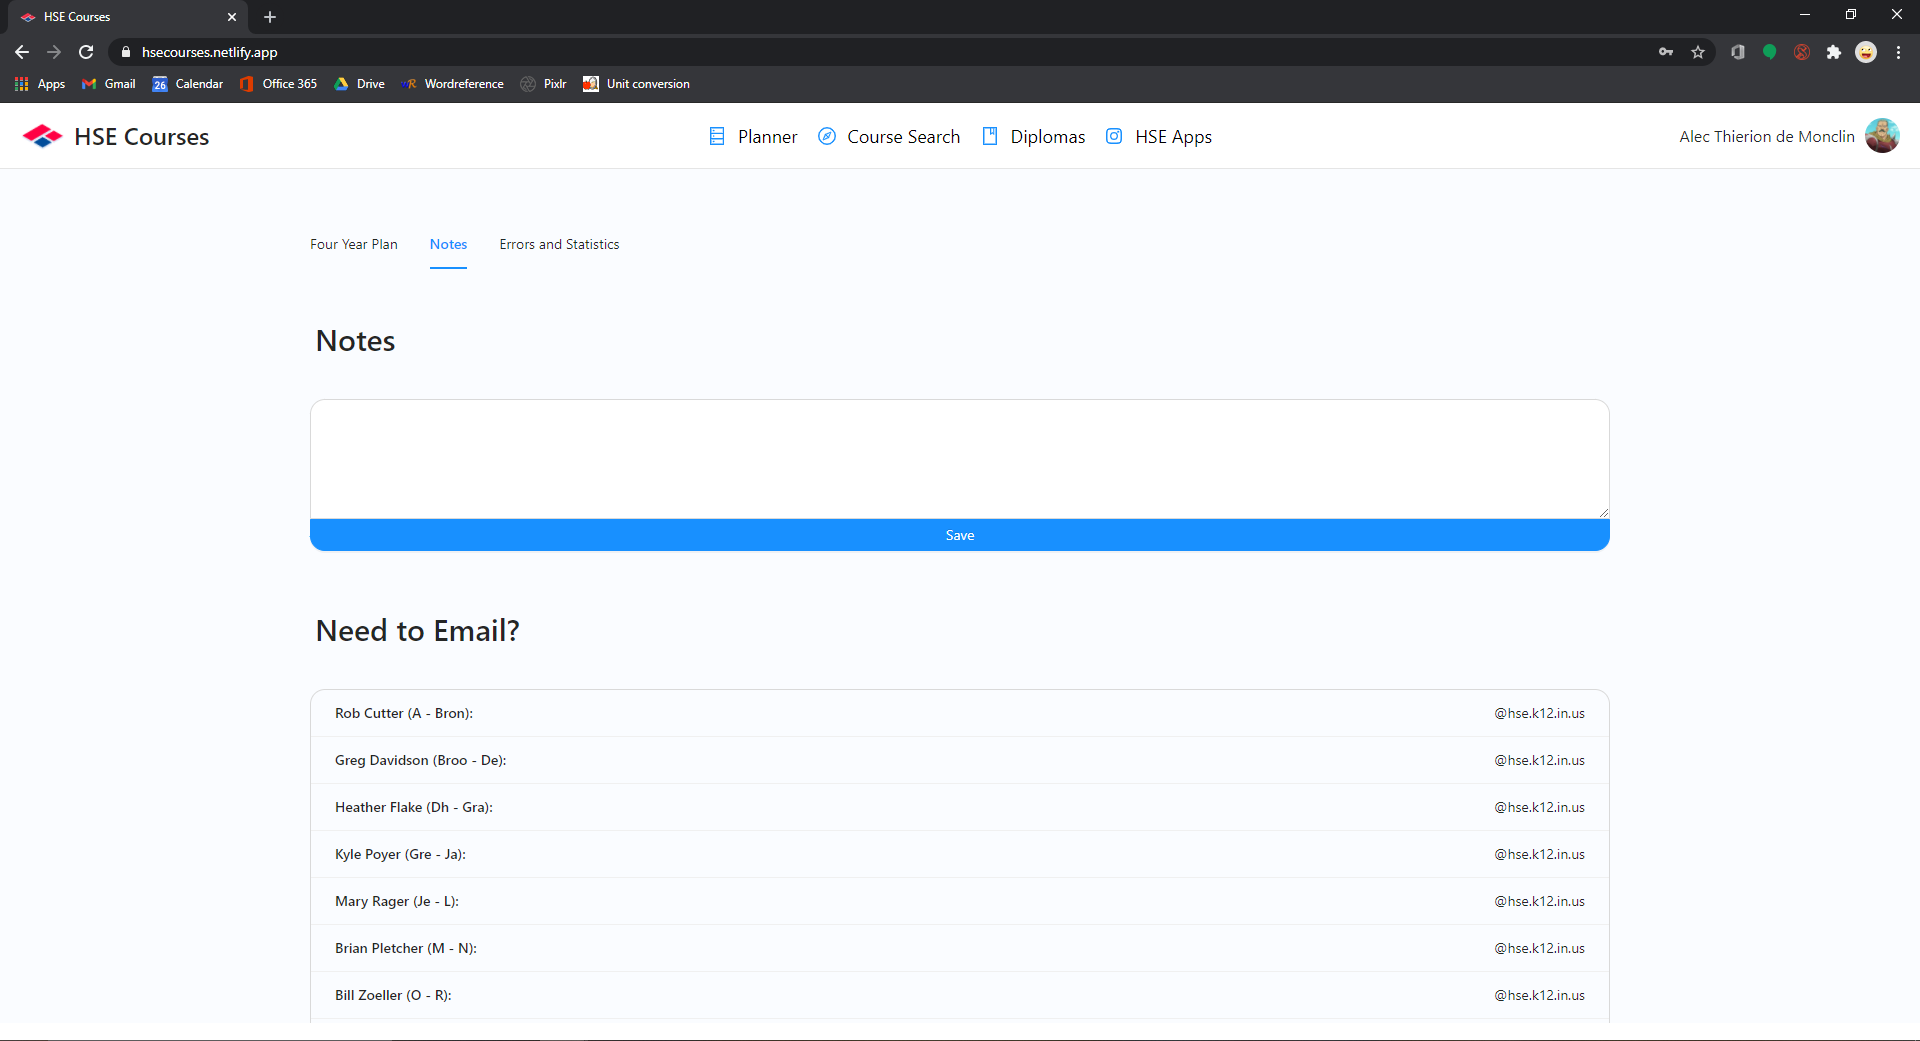 HSE Courses
hsecourses.netlify.app
Apps Gmail 26 Calendar Office 365 Drive Wordreference Pixlr Unit conversion
HSE Courses Planner Course Search Diplomas HSE Apps Alec Thierion de Monclin
Four Year Plan Notes Errors and Statistics
Notes
Save
Need to Email?
Rob Cutter (A - Bron): @hse.k12.in.us
Greg Davidson (Broo - De): @hse.k12.in.us
Heather Flake (Dh - Gra): @hse.k12.in.us
Kyle Poyer (Gre - Ja): @hse.k12.in.us
Mary Rager (Je - L): @hse.k12.in.us
Brian Pletcher (M - N): @hse.k12.in.us
Bill Zoeller (O - R): @hse.k12.in.us